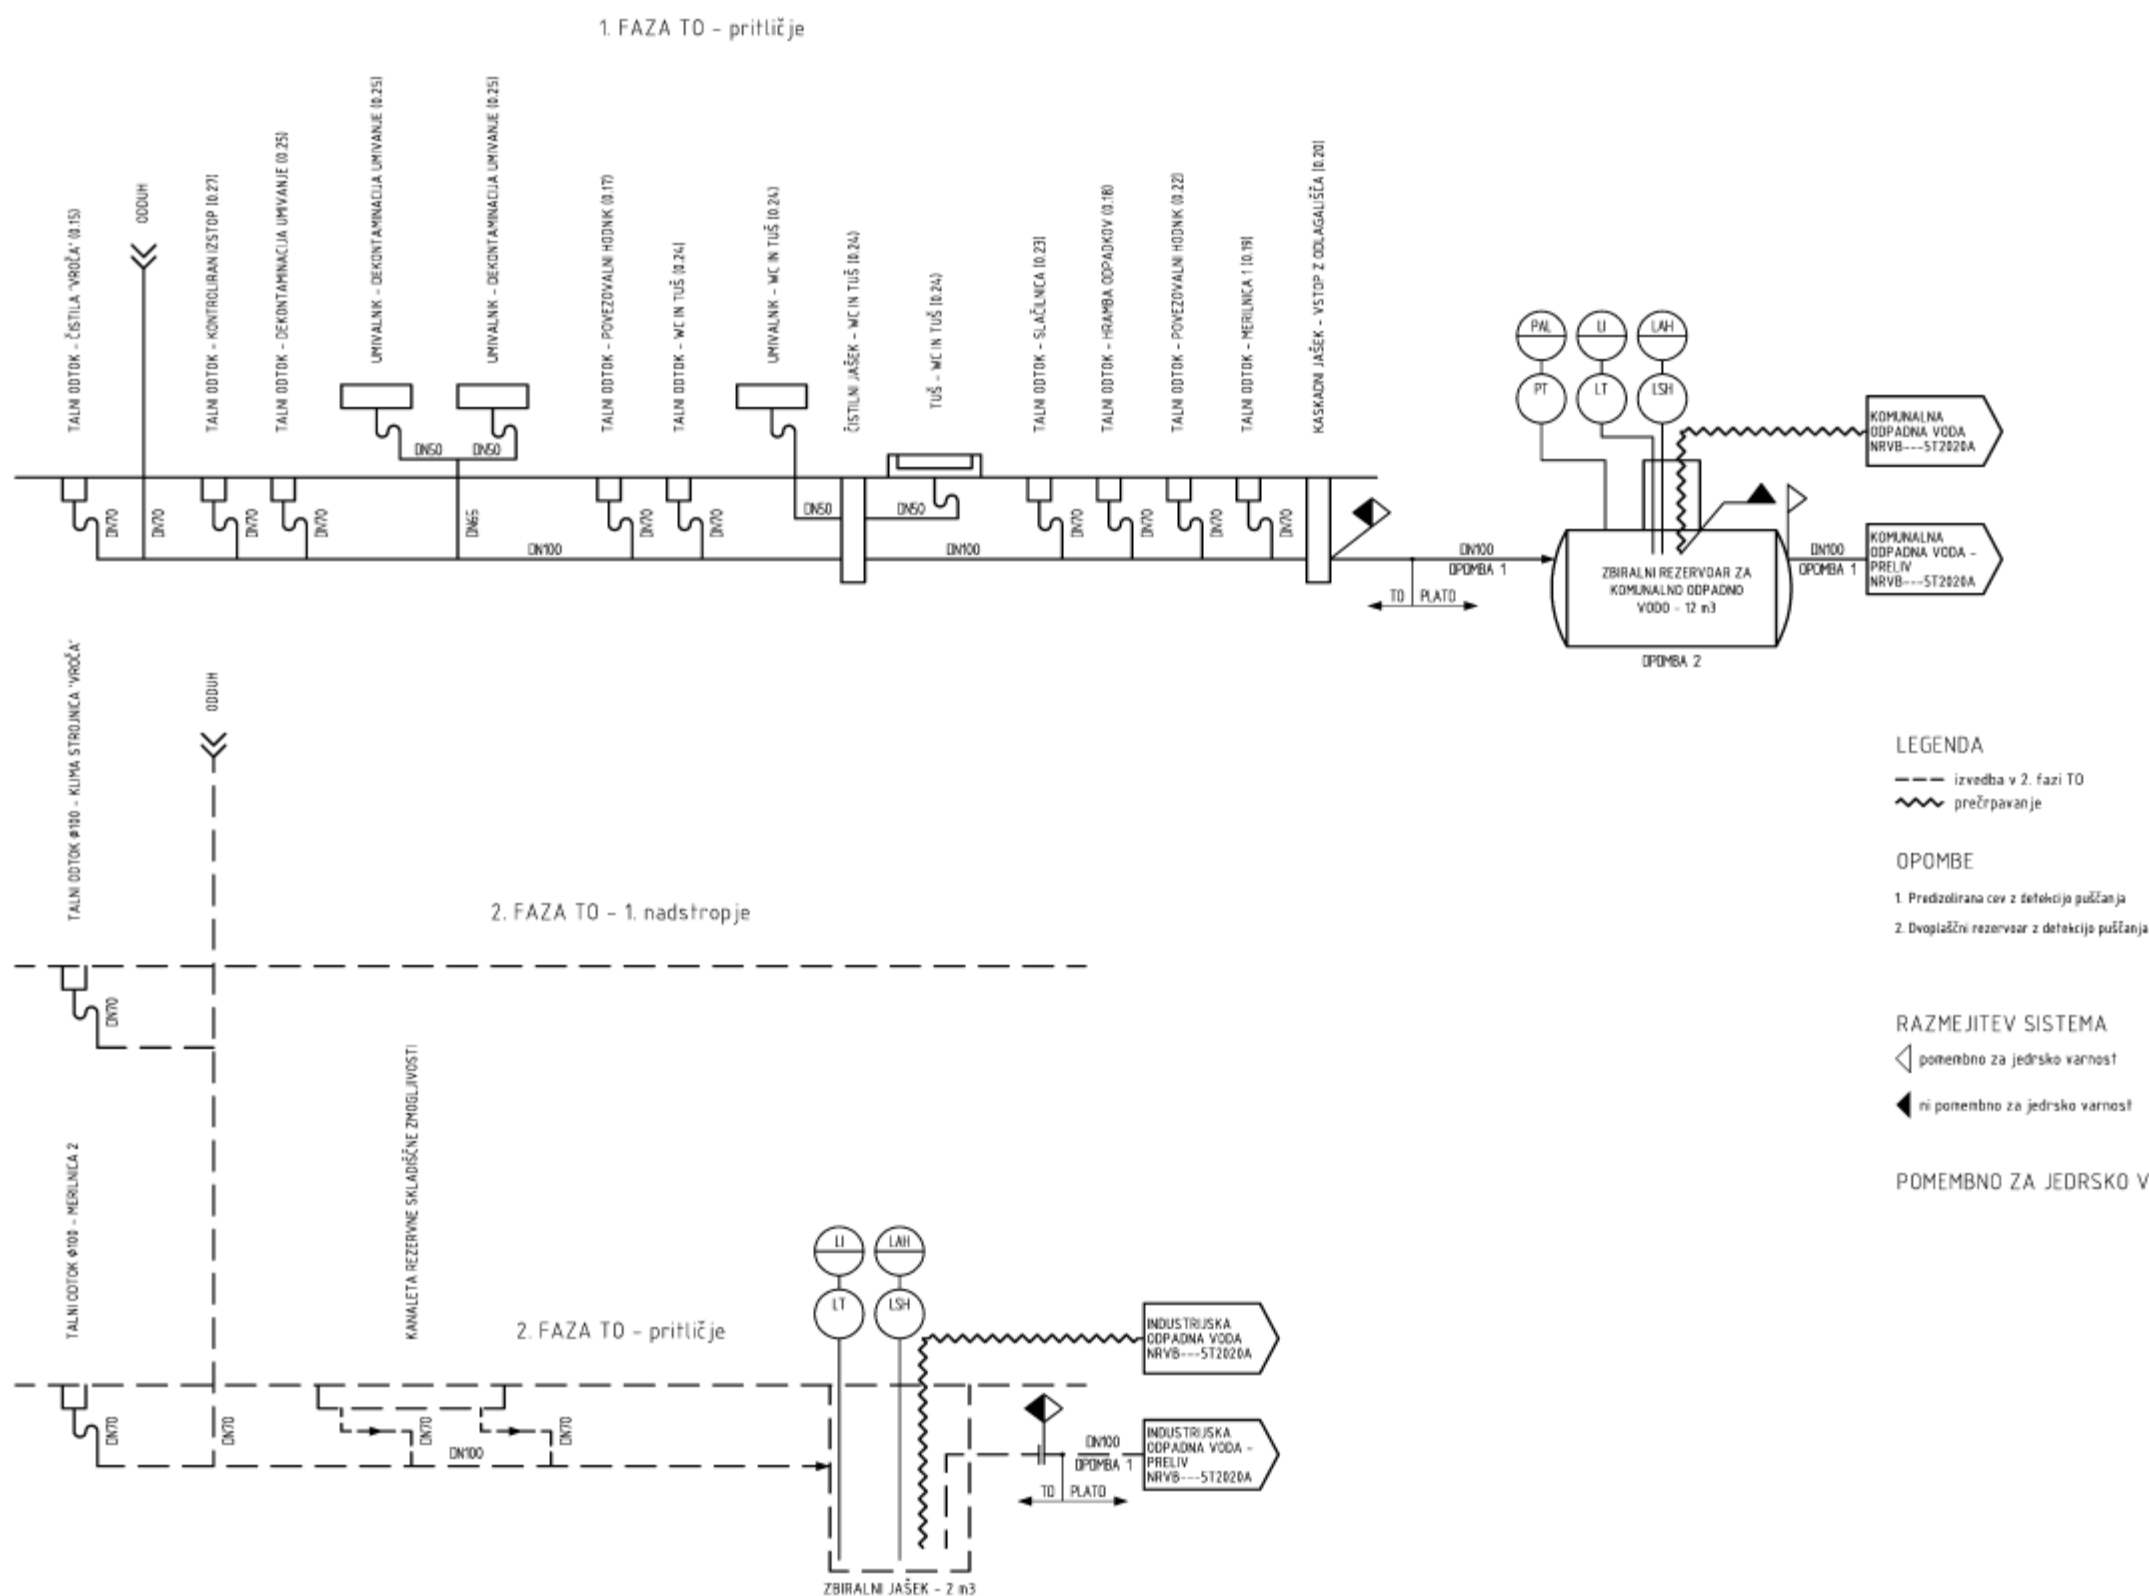 1. FAZA TO - pritličje
TALNI ODTOK - ČISTILA "VROČA" (0.15)
ODDUH
TALNI ODTOK - KONTROLIRAN IZSTOP (0.27)
TALNI ODTOK - DEKONTAMINACIJA UMIVANJE (0.25)
UMIVALNIK - DEKONTAMINACIJA UMIVANJE (0.25)
UMIVALNIK - DEKONTAMINACIJA UMIVANJE (0.25)
TALNI ODTOK - POVEZOVALNI HODNIK (0.17)
TALNI ODTOK - WC IN TUŠ (0.24)
UMIVALNIK - WC IN TUŠ (0.24)
ČISTILNI JAŠEK - WC IN TUŠ (0.24)
TUŠ - WC IN TUŠ (0.24)
TALNI ODTOK - SLAČILNICA (0.23)
TALNI ODTOK - HRAMBA ODPADKOV (0.18)
TALNI ODTOK - POVEZOVALNI HODNIK (0.22)
TALNI ODTOK - MERILNICA 1 (0.19)
KASKADNI JAŠEK - VSTOP Z ODLAGALIŠČA (0.20)
PAL
LI
LAH
PT
LT
LSH
KOMUNALNA
ODPADNA VODA
NRVB---5T2020A
DN50
DN50
DN70
DN70
DN70
DN70
DN65
DN100
DN70
DN70
DN50
DN50
DN100
DN70
DN70
DN70
DN70
DN100
OPOMBA 1
TO
PLATO
ZBIRALNI REZERVOAR ZA
KOMUNALNO ODPADNO
VODO - 12 m3
OPOMBA 2
DN100
OPOMBA 1
KOMUNALNA
ODPADNA VODA -
PRELIV
NRVB---5T2020A
TALNI ODTOK Ø100 - KLIMA STROJNICA "VROČA"
ODDUH
LEGENDA
izvedba v 2. fazi TO
prečrpavanje
OPOMBE
1. Predizolirana cev z detekcijo puščanja
2. Dvoplaščni rezervoar z detekcijo puščanja
2. FAZA TO - 1. nadstropje
DN70
RAZMEJITEV SISTEMA
pomembno za jedrsko varnost
ni pomembno za jedrsko varnost
POMEMBNO ZA JEDRSKO V
TALNI ODTOK Ø100 - MERILNICA 2
KANALETA REZERVNE SKLADIŠČNE ZMOGLJIVOSTI
2. FAZA TO - pritličje
LI
LAH
LT
LSH
INDUSTRIJSKA
ODPADNA VODA
NRVB---5T2020A
DN70
DN70
DN70
DN70
DN100
DN100
OPOMBA 1
TO
PLATO
INDUSTRIJSKA
ODPADNA VODA -
PRELIV
NRVB---5T2020A
ZBIRALNI JAŠEK - 2 m3